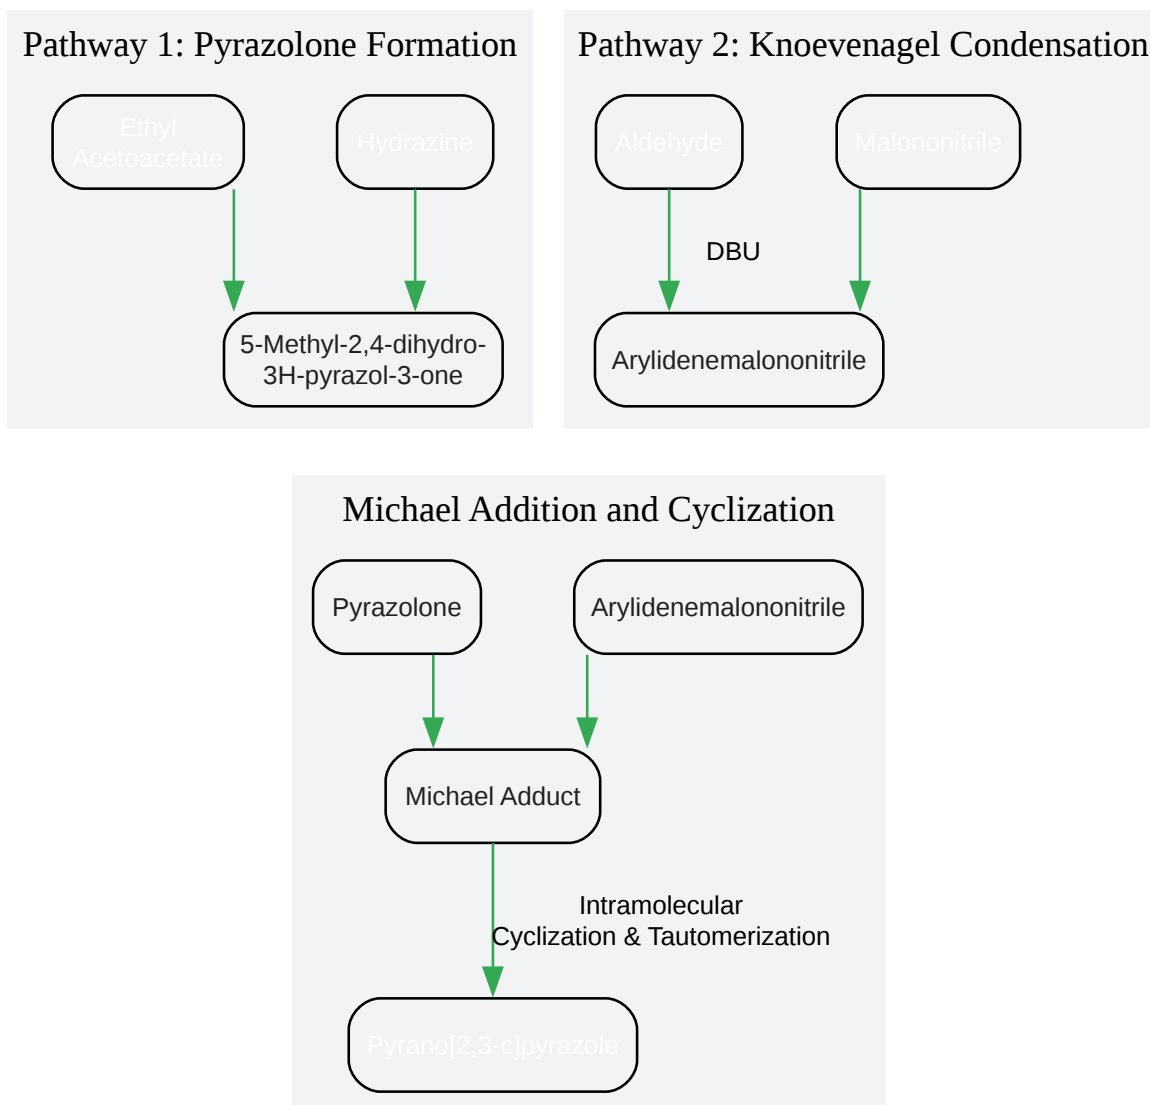 Pathway 1: Pyrazolone Formation
Ethyl
Acetoacetate
Hydrazine
5-Methyl-2,4-dihydro-
3H-pyrazol-3-one
Pathway 2: Knoevenagel Condensation
Aldehyde
Malononitrile
DBU
Arylidenemalononitrile
Michael Addition and Cyclization
Pyrazolone
Arylidenemalononitrile
Michael Adduct
Intramolecular
Cyclization & Tautomerization
Pyrano[2,3-c]pyrazole